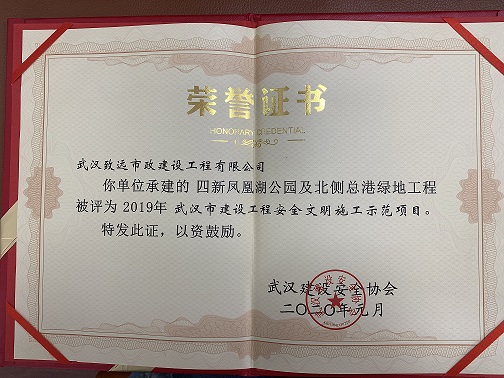 荣誉证书
HONORARY CREDENTIAL
武汉致远市政建设工程有限公司
你单位承建的 四新凤凰湖公园及北侧总港绿地工程
被评为 2019年 武汉市建设工程安全文明施工示范项目。
特发此证，以资鼓励。
武汉建设安全协会
二〇二〇年元月